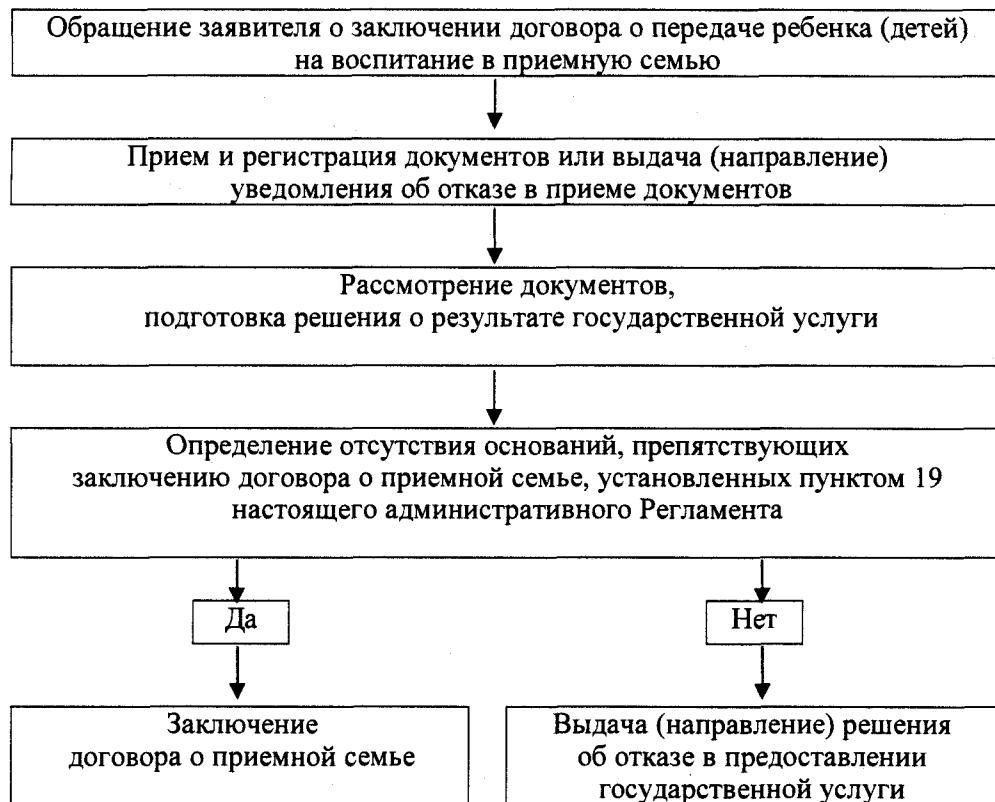 Обращение заявителя о заключении договора о передаче ребенка (детей)
на воспитание в приемную семью
Прием и регистрация документов или выдача (направление)
уведомления об отказе в приеме документов
Рассмотрение документов,
подготовка решения о результате государственной услуги
Определение отсутствия оснований, препятствующих
заключению договора о приемной семье, установленных пунктом 19
настоящего административного Регламента
Да
Нет
Заключение
договора о приемной семье
Выдача (направление) решения
об отказе в предоставлении
государственной услуги